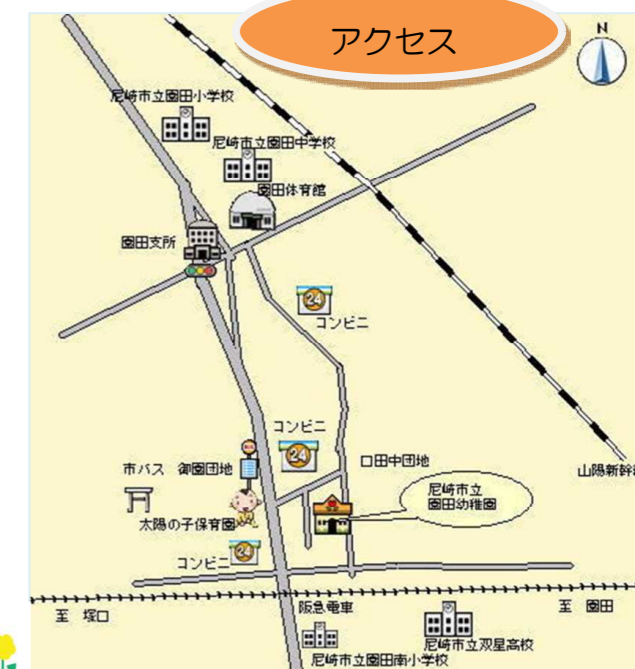 アクセス
N
尼崎市立園田小学校
尼崎市立園田中学校
園田体育館
園田支所
24
コンビニ
コンビニ
24
口田中団地
市バス 御園団地
尼崎市立
園田幼稚園
山陽新幹線
太陽の子保育園
24
コンビニ
至 塚口
阪急電車
至 園田
尼崎市立双星高校
尼崎市立園田南小学校